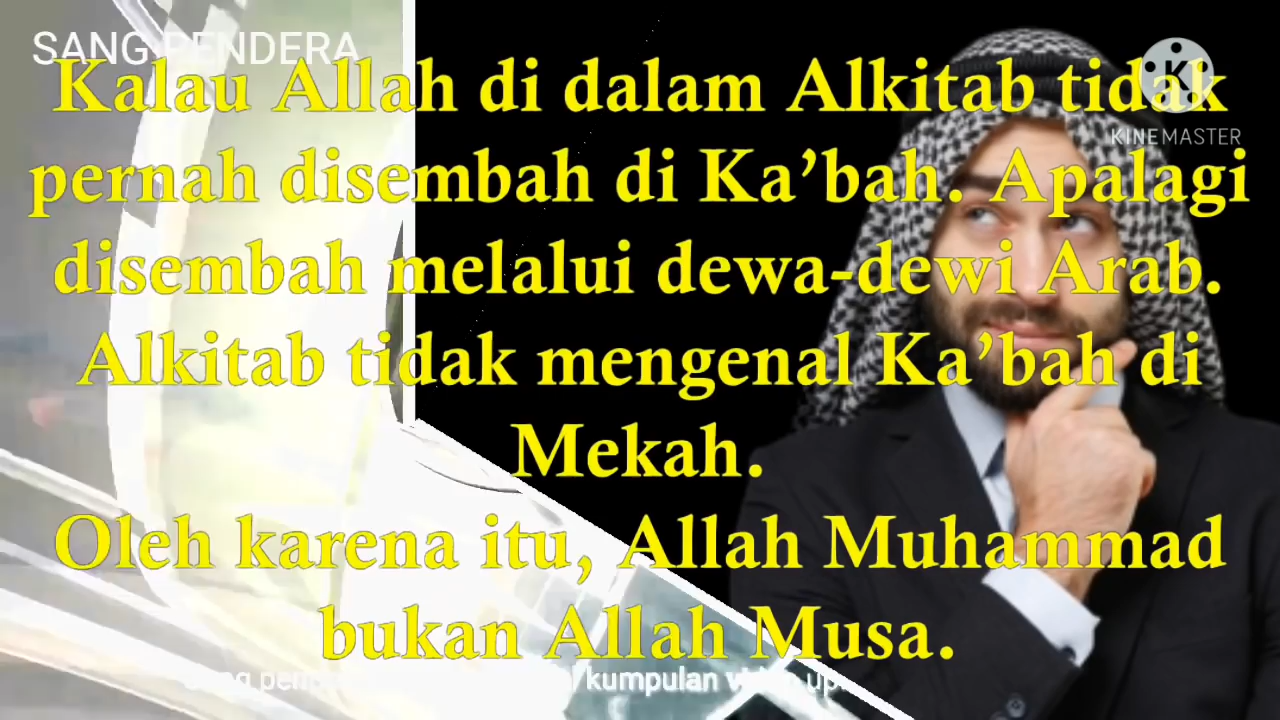 SANG PENDERA
KINEMASTER
Kalau Allah di dalam Alkitab tidak
pernah disembah di Ka’bah. Apalagi
disembah melalui dewa-dewi Arab.
Alkitab tidak mengenal Ka’bah di
Mekah.
Oleh karena itu, Allah Muhammad
bukan Allah Musa.
kumpulan